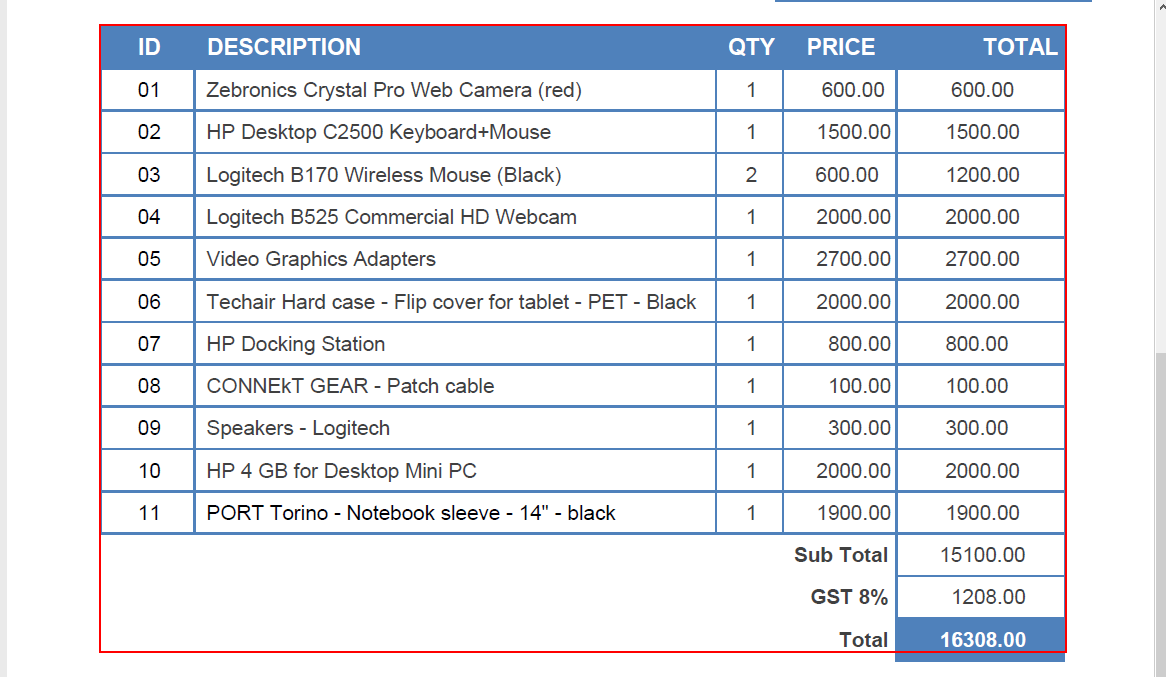 ID DESCRIPTION QTY PRICE TOTAL
01 Zebronics Crystal Pro Web Camera (red) 1 600.00 600.00
02 HP Desktop C2500 Keyboard+Mouse 1 1500.00 1500.00
03 Logitech B170 Wireless Mouse (Black) 2 600.00 1200.00
04 Logitech B525 Commercial HD Webcam 1 2000.00 2000.00
05 Video Graphics Adapters 1 2700.00 2700.00
06 Techair Hard case - Flip cover for tablet - PET - Black 1 2000.00 2000.00
07 HP Docking Station 1 800.00 800.00
08 CONNEkT GEAR - Patch cable 1 100.00 100.00
09 Speakers - Logitech 1 300.00 300.00
10 HP 4 GB for Desktop Mini PC 1 2000.00 2000.00
11 PORT Torino - Notebook sleeve - 14" - black 1 1900.00 1900.00
Sub Total 15100.00
GST 8% 1208.00
Total 16308.00